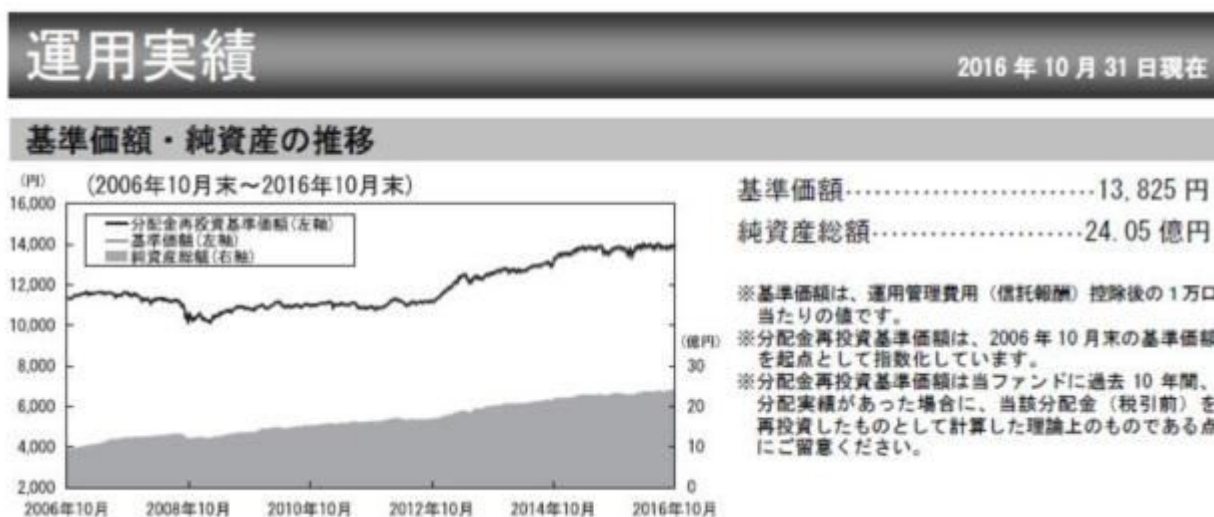 運用実績
2016年10月31日現在
基準価額・純資産の推移
(円)
(2006年10月末～2016年10月末)
16,000
14,000
12,000
10,000
8,000
6,000
4,000
2,000
分配金再投資基準価額(左軸)
基準価額(左軸)
純資産総額(右軸)
(億円)
30
20
10
0
2006年10月
2008年10月
2010年10月
2012年10月
2014年10月
2016年10月
基準価額‥‥‥‥‥‥‥‥‥‥‥‥13,825円
純資産総額‥‥‥‥‥‥‥‥‥‥24.05億円
※基準価額は、運用管理費用（信託報酬）控除後の1万口
当たりの値です。
※分配金再投資基準価額は、2006年10月末の基準価額
を起点として指数化しています。
※分配金再投資基準価額は当ファンドに過去10年間、
分配実績があった場合に、当該分配金（税引前）を
再投資したものとして計算した理論上のものである点
にご留意ください。